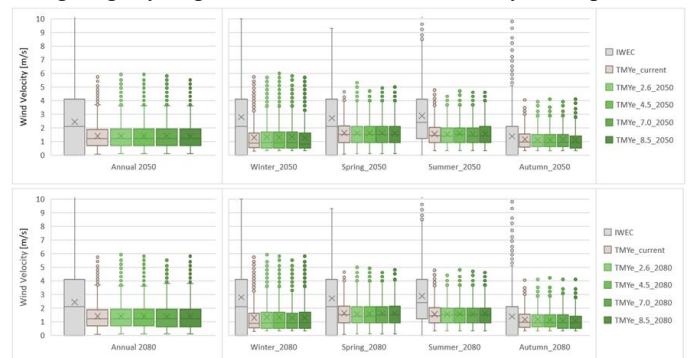 10
9
8
7
6
5
4
3
2
1
0
Wind Velocity [m/s]
Annual 2050
Winter_2050
Spring_2050
Summer_2050
Autumn_2050
IWEC
TMYe_current
TMYe_2.6_2050
TMYe_4.5_2050
TMYe_7.0_2050
TMYe_8.5_2050
10
9
8
7
6
5
4
3
2
1
0
Wind Velocity [m/s]
Annual 2080
Winter_2080
Spring_2080
Summer_2080
Autumn_2080
IWEC
TMYe_current
TMYe_2.6_2080
TMYe_4.5_2080
TMYe_7.0_2080
TMYe_8.5_2080